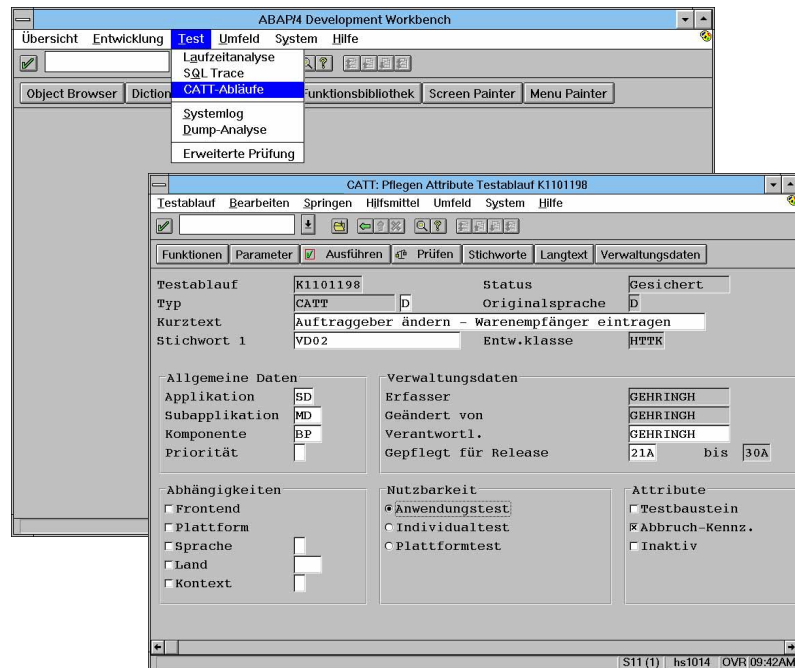 ABAP/4 Development Workbench
Übersicht Entwicklung Test Umfeld System Hilfe
Laufzeitanalyse
SQL Trace
CATT-Abläufe
Systemlog
Dump-Analyse
Erweiterte Prüfung
Object Browser Diction unktionsbibliothek Screen Painter Menu Painter
CATT: Pflegen Attribute Testablauf K1101198
Testablauf Bearbeiten Springen Hilfsmittel Umfeld System Hilfe
Funktionen Parameter Ausführen Prüfen Stichworte Langtext Verwaltungsdaten
Testablauf K1101198 Status Gesichert
Typ CATT D Originalsprache D
Kurztext Auftraggeber ändern - Warenempfänger eintragen
Stichwort 1 VD02 Entw.klasse HTTK
Allgemeine Daten Verwaltungsdaten
Applikation SD Erfasser GEHRINGH
Subapplikation MD Geändert von GEHRINGH
Komponente BP Verantwortl. GEHRINGH
Priorität Gepflegt für Release 21A bis 30A
Abhängigkeiten Nutzbarkeit Attribute
Frontend Anwendungstest Testbaustein
Plattform Individualtest Abbruch-Kennz.
Sprache Plattformtest Inaktiv
Land
Kontext
S11 (1) hs1014 OVR 09:42AM